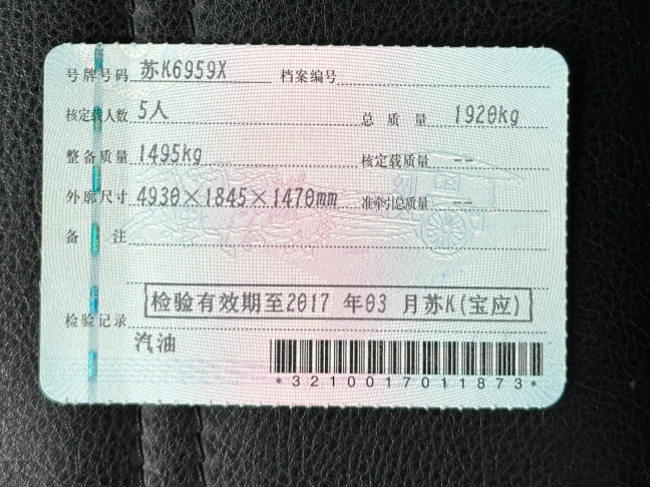 号牌号码 苏K6959X 档案编号
核定载人数 5人 总质量 1920kg
整备质量 1495kg 核定载质量 --
外廓尺寸 4930×1845×1470mm 准牵引总质量 --
备注
检验有效期至2017 年03 月苏K(宝应)
检验记录
汽油
*3210017011873*